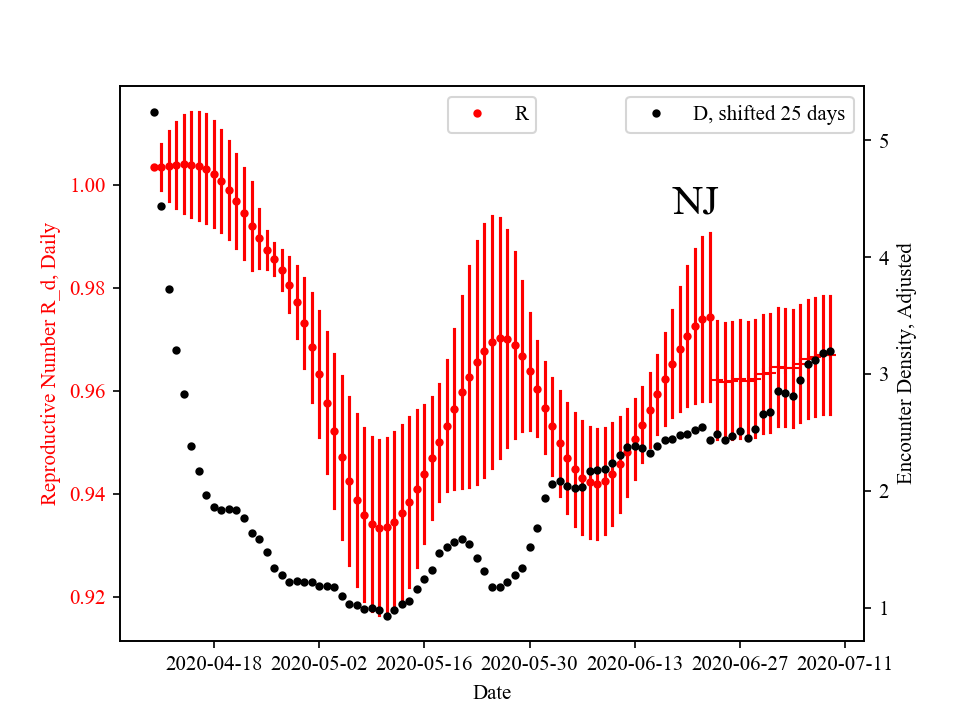 R
D, shifted 25 days
NJ
Reproductive Number R_d, Daily
1.00
0.98
0.96
0.94
0.92
5
4
3
2
1
Encounter Density, Adjusted
2020-04-18 2020-05-02 2020-05-16 2020-05-30 2020-06-13 2020-06-27 2020-07-11
Date